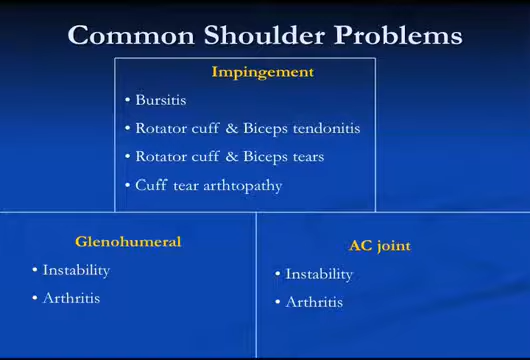 Common Shoulder Problems
Impingement
• Bursitis
• Rotator cuff & Biceps tendonitis
• Rotator cuff & Biceps tears
• Cuff tear arthtopathy
Glenohumeral
• Instability
• Arthritis
AC joint
• Instability
• Arthritis